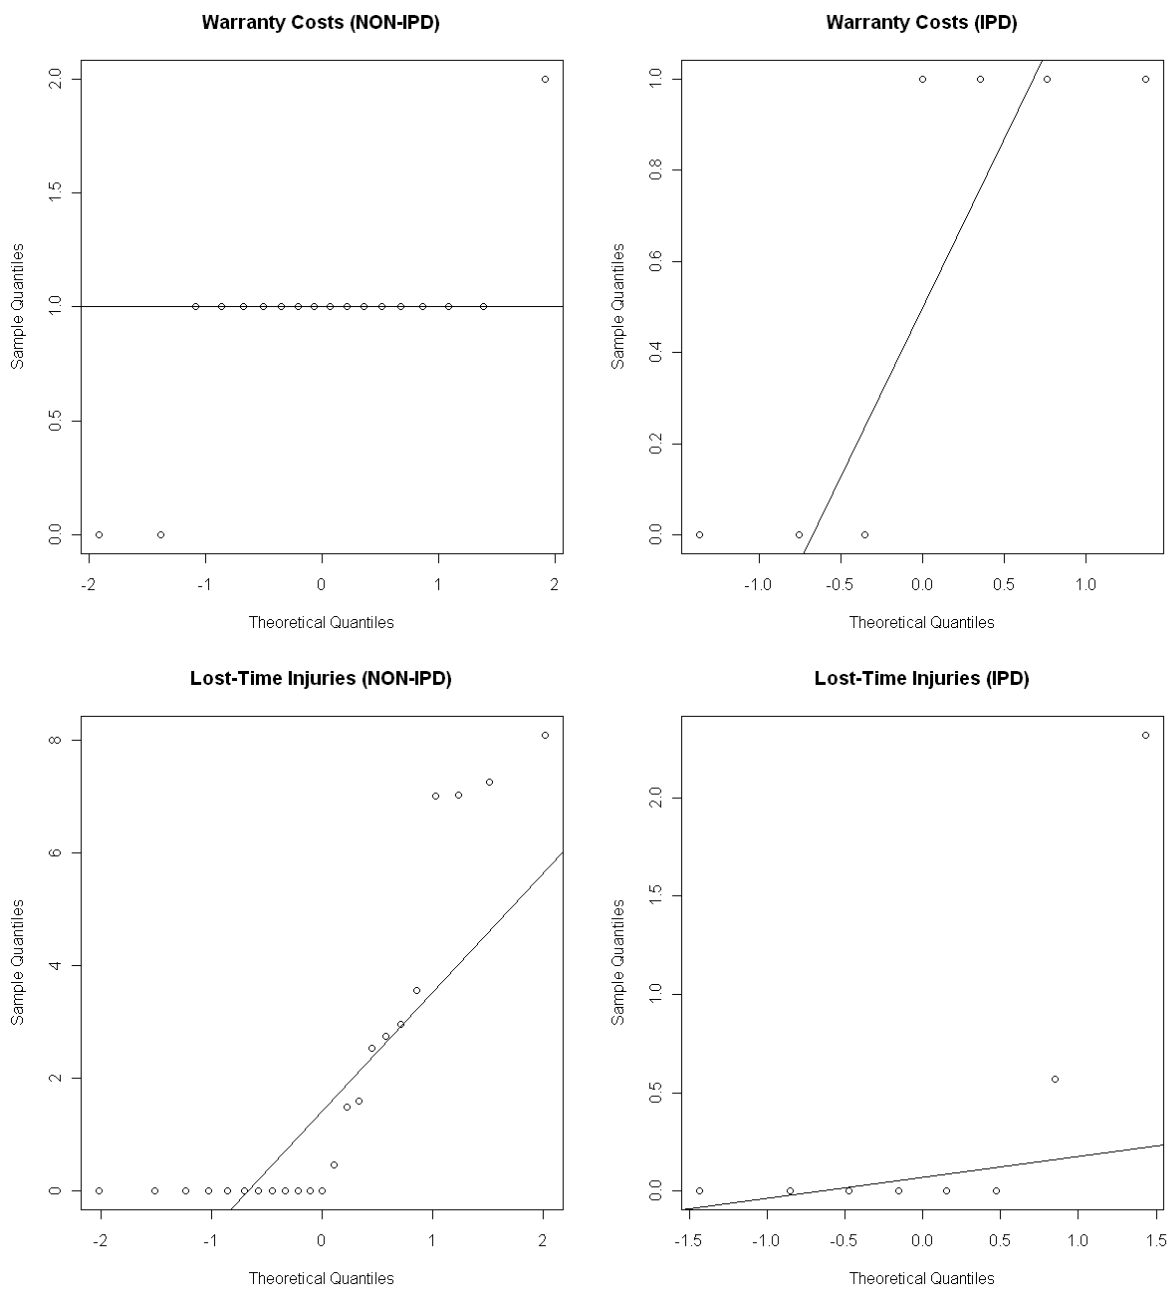 Warranty Costs (NON-IPD)
Sample Quantiles
2.0
1.5
1.0
0.5
0.0
-2 -1 0 1 2
Theoretical Quantiles
Warranty Costs (IPD)
Sample Quantiles
1.0
0.8
0.6
0.4
0.2
0.0
-1.0 -0.5 0.0 0.5 1.0
Theoretical Quantiles
Lost-Time Injuries (NON-IPD)
Sample Quantiles
8
6
4
2
0
-2 -1 0 1 2
Theoretical Quantiles
Lost-Time Injuries (IPD)
Sample Quantiles
2.0
1.5
1.0
0.5
0.0
-1.5 -1.0 -0.5 0.0 0.5 1.0 1.5
Theoretical Quantiles